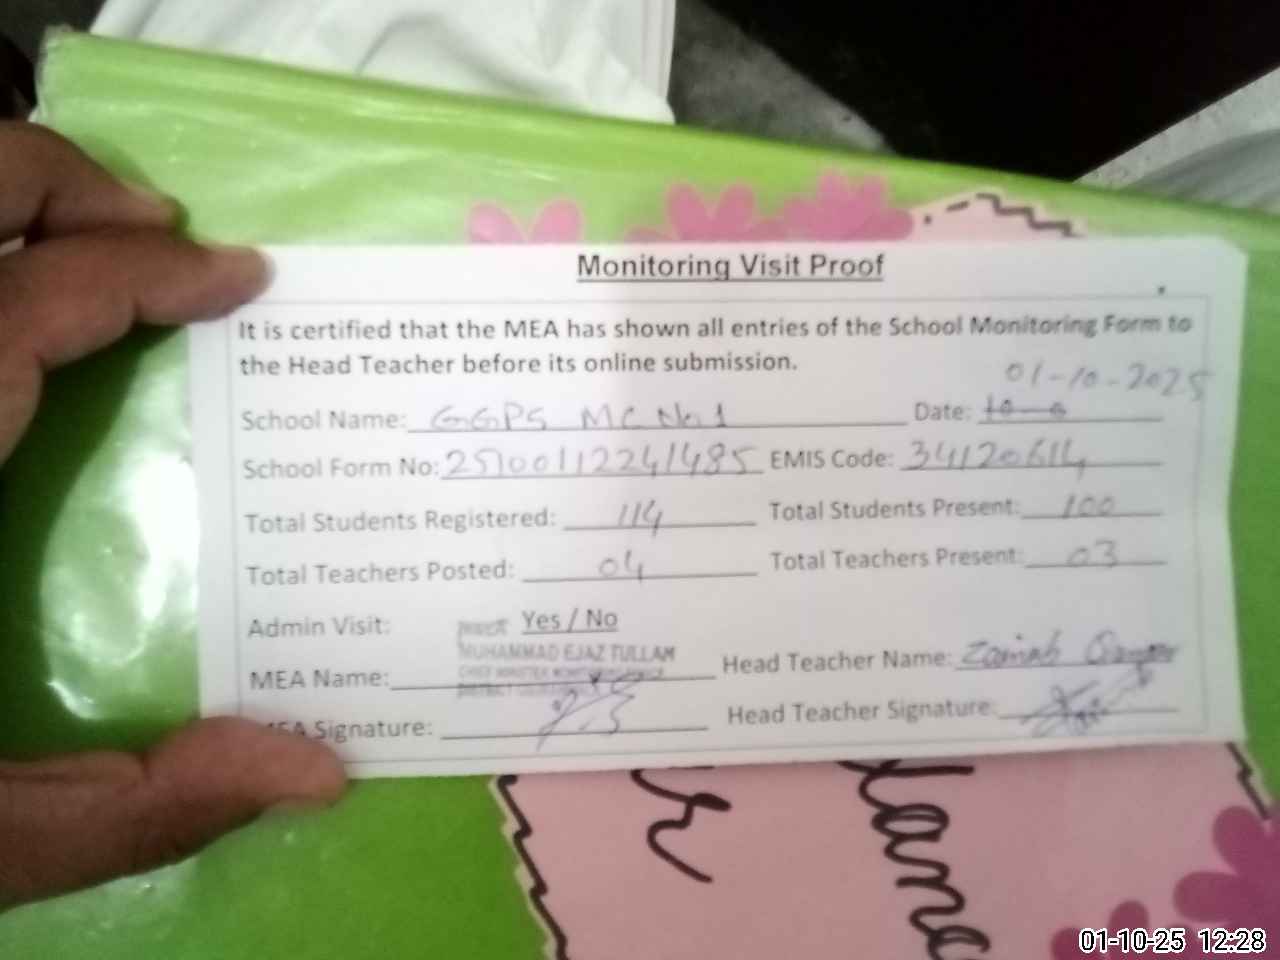 Monitoring Visit Proof
It is certified that the MEA has shown all entries of the School Monitoring Form to
the Head Teacher before its online submission.
01-10-2025
School Name: GGPS MC No.1 Date:
School Form No: 25100112241485 EMIS Code: 34120614
Total Students Registered: 114 Total Students Present: 100
Total Teachers Posted: 04 Total Teachers Present: 03
Admin Visit: Yes / No
MUHAMMAD EJAZ TULLAH
MEA Name: Head Teacher Name: Zainab
Signature: Head Teacher Signature:
01-10-25 12:28